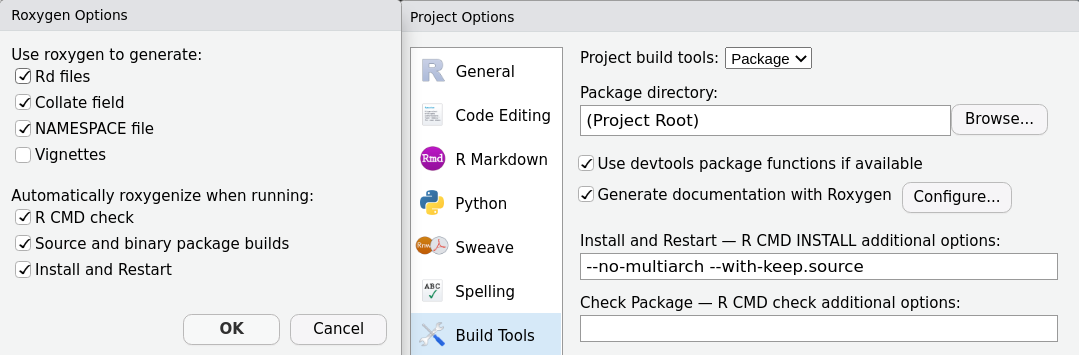 Roxygen Options
Use roxygen to generate:
Rd files
Collate field
NAMESPACE file
Vignettes
Automatically roxygenize when running:
R CMD check
Source and binary package builds
Install and Restart
OK
Cancel
Project Options
R
General
Code Editing
Rmd
R Markdown
Python
Rnw
Sweave
ABC
Spelling
Build Tools
Project build tools: Package
Package directory:
(Project Root)
Browse...
Use devtools package functions if available
Generate documentation with Roxygen
Configure...
Install and Restart — R CMD INSTALL additional options:
--no-multiarch --with-keep.source
Check Package — R CMD check additional options: